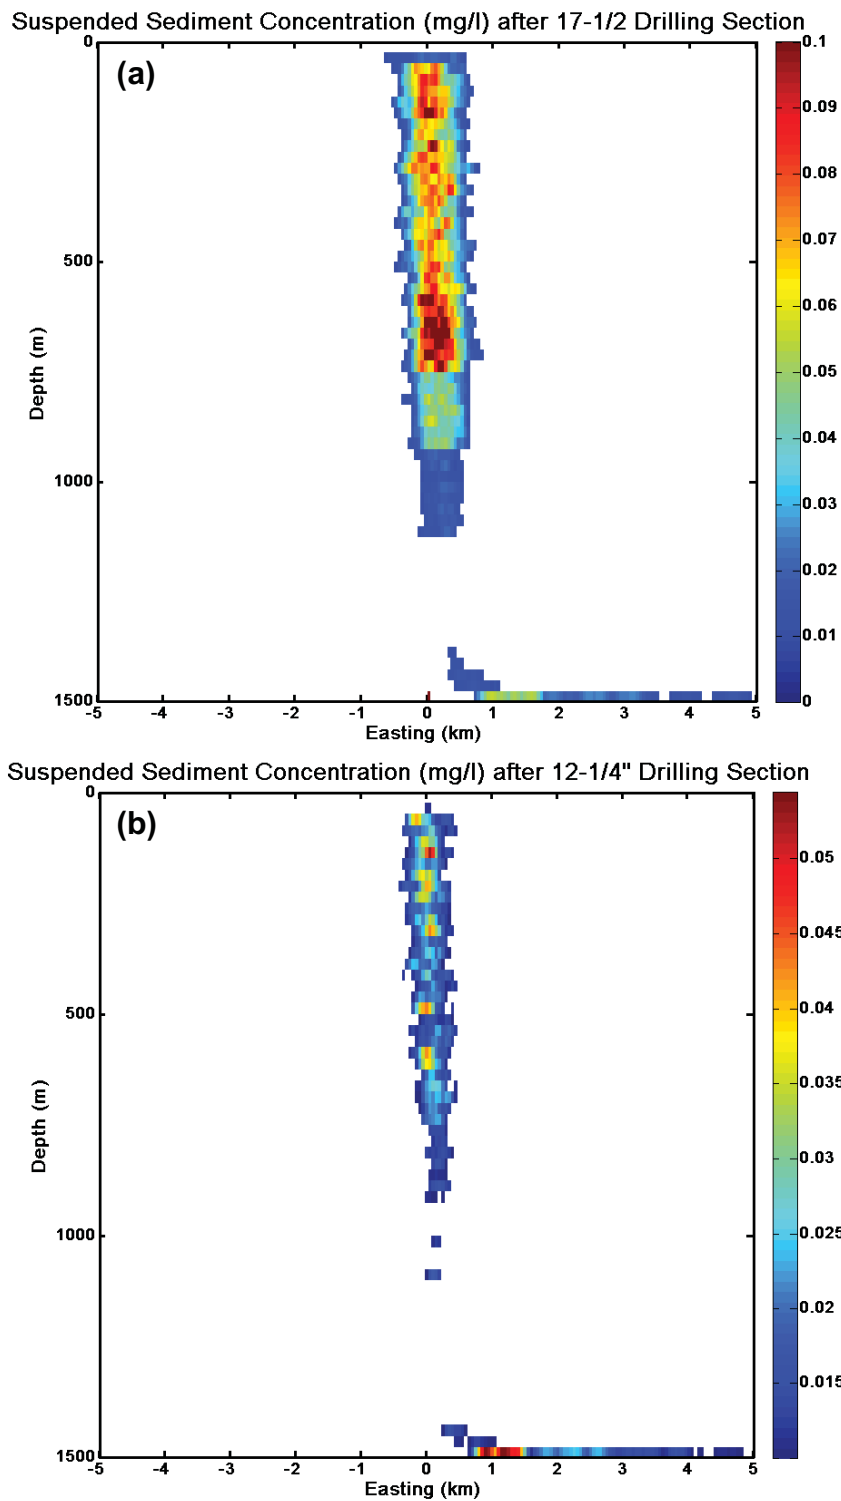 Suspended Sediment Concentration (mg/l) after 17-1/2 Drilling Section
(a)
0
500
1000
1500
Depth (m)
-5 -4 -3 -2 -1 0 1 2 3 4 5
Easting (km)
0.1
0.09
0.08
0.07
0.06
0.05
0.04
0.03
0.02
0.01
0
Suspended Sediment Concentration (mg/l) after 12-1/4" Drilling Section
(b)
0
500
1000
1500
Depth (m)
-5 -4 -3 -2 -1 0 1 2 3 4 5
Easting (km)
0.05
0.045
0.04
0.035
0.03
0.025
0.02
0.015